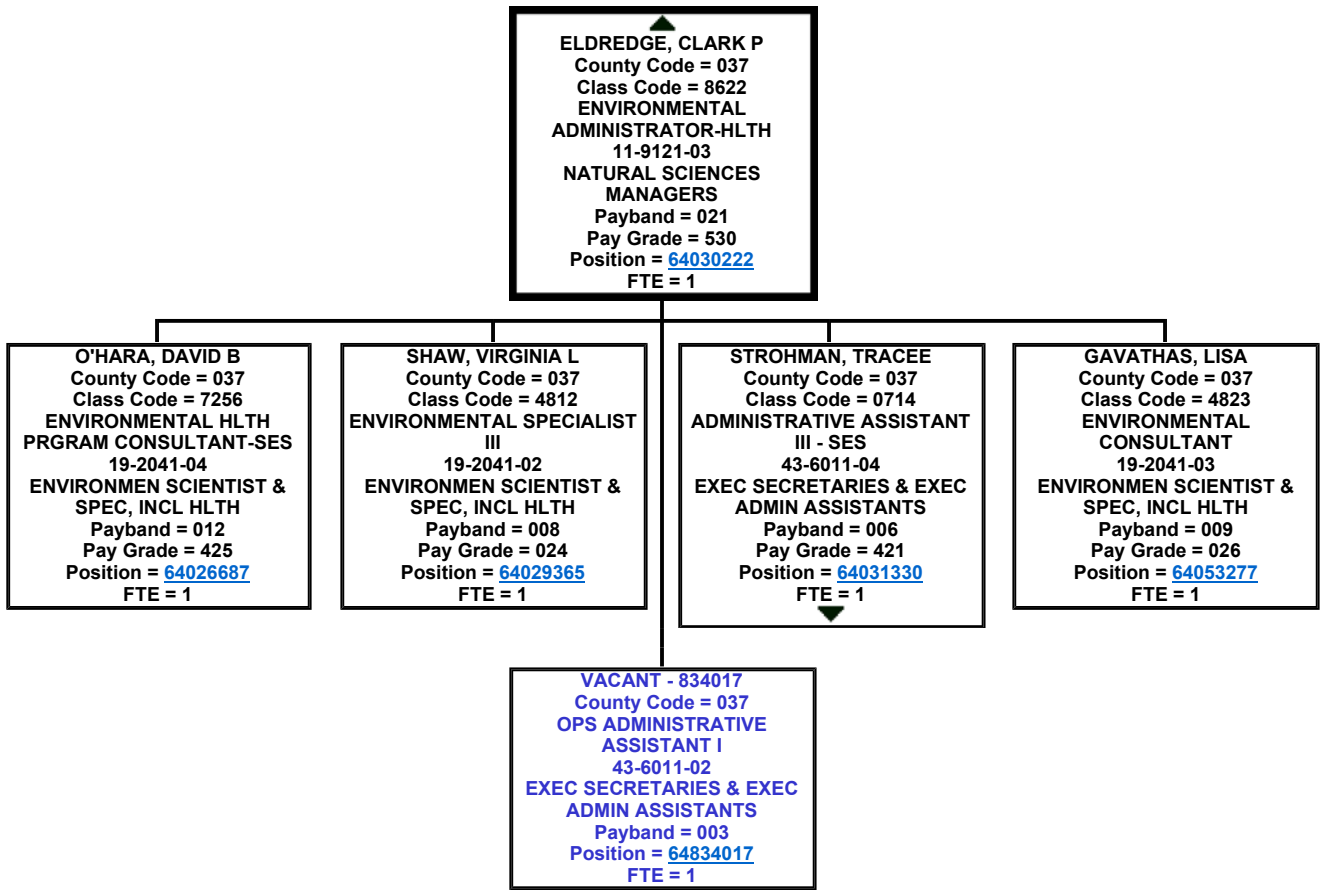 ELDREDGE, CLARK P
County Code = 037
Class Code = 8622
ENVIRONMENTAL
ADMINISTRATOR-HLTH
11-9121-03
NATURAL SCIENCES
MANAGERS
Payband = 021
Pay Grade = 530
Position = 64030222
FTE = 1
O'HARA, DAVID B
County Code = 037
Class Code = 7256
ENVIRONMENTAL HLTH
PRGRAM CONSULTANT-SES
19-2041-04
ENVIRONMEN SCIENTIST &
SPEC, INCL HLTH
Payband = 012
Pay Grade = 425
Position = 64026687
FTE = 1
SHAW, VIRGINIA L
County Code = 037
Class Code = 4812
ENVIRONMENTAL SPECIALIST
III
19-2041-02
ENVIRONMEN SCIENTIST &
SPEC, INCL HLTH
Payband = 008
Pay Grade = 024
Position = 64029365
FTE = 1
STROHMAN, TRACEE
County Code = 037
Class Code = 0714
ADMINISTRATIVE ASSISTANT
III - SES
43-6011-04
EXEC SECRETARIES & EXEC
ADMIN ASSISTANTS
Payband = 006
Pay Grade = 421
Position = 64031330
FTE = 1
GAVATHAS, LISA
County Code = 037
Class Code = 4823
ENVIRONMENTAL
CONSULTANT
19-2041-03
ENVIRONMEN SCIENTIST &
SPEC, INCL HLTH
Payband = 009
Pay Grade = 026
Position = 64053277
FTE = 1
VACANT - 834017
County Code = 037
OPS ADMINISTRATIVE
ASSISTANT I
43-6011-02
EXEC SECRETARIES & EXEC
ADMIN ASSISTANTS
Payband = 003
Position = 64834017
FTE = 1